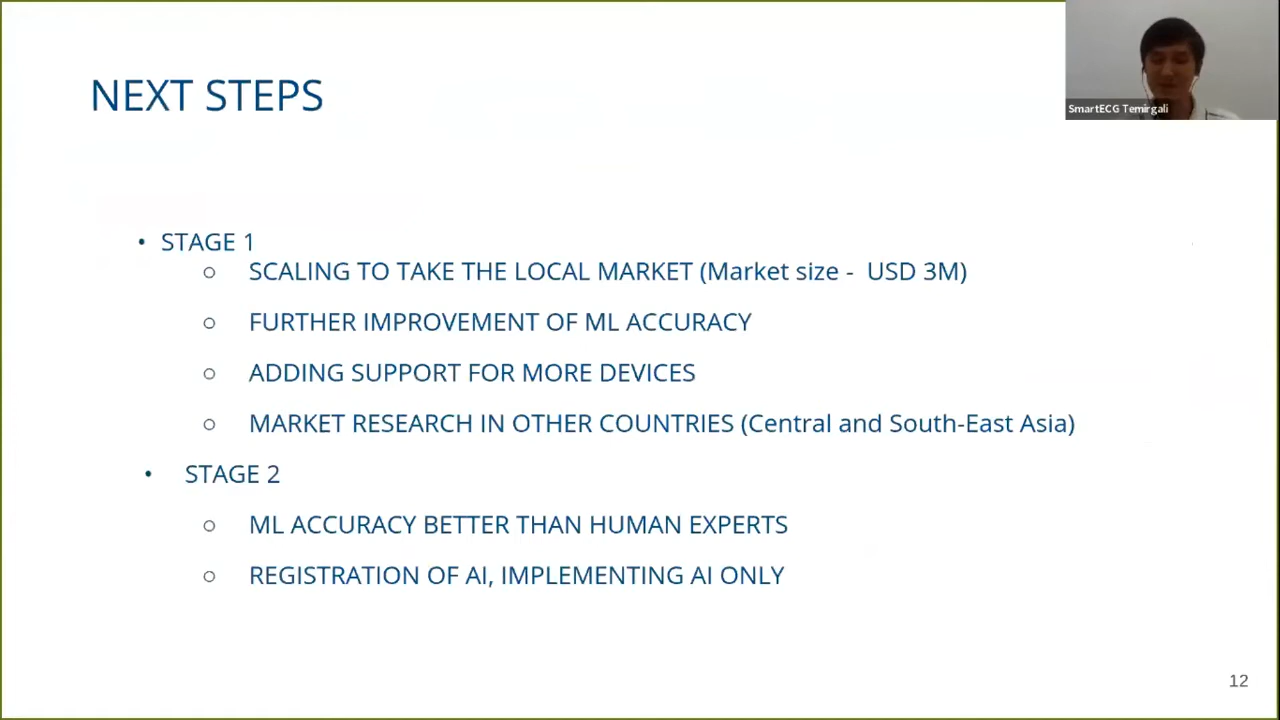 NEXT STEPS
SmartECG Temirgali
• STAGE 1
○ SCALING TO TAKE THE LOCAL MARKET (Market size - USD 3M)
○ FURTHER IMPROVEMENT OF ML ACCURACY
○ ADDING SUPPORT FOR MORE DEVICES
○ MARKET RESEARCH IN OTHER COUNTRIES (Central and South-East Asia)
• STAGE 2
○ ML ACCURACY BETTER THAN HUMAN EXPERTS
○ REGISTRATION OF AI, IMPLEMENTING AI ONLY
12